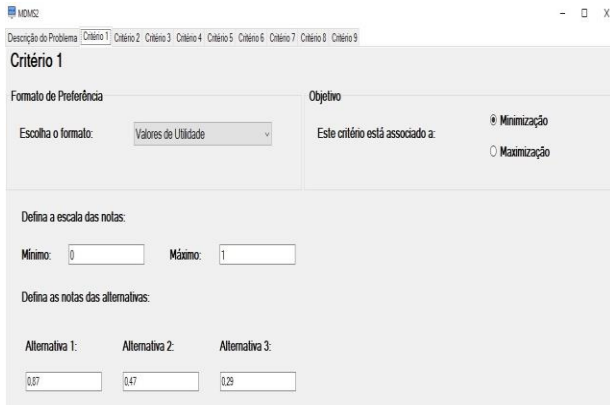 MDMS2
Descrição do Problema Critério 1 Critério 2 Critério 3 Critério 4 Critério 5 Critério 6 Critério 7 Critério 8 Critério 9
Critério 1
Formato de Preferência
Escolha o formato: Valores de Utilidade
Objetivo
Este critério está associado a:
Minimização
Maximização
Defina a escala das notas:
Mínimo: 0 Máximo: 1
Defina as notas das alternativas:
Alternativa 1: Alternativa 2: Alternativa 3:
0,87 0,47 0,29